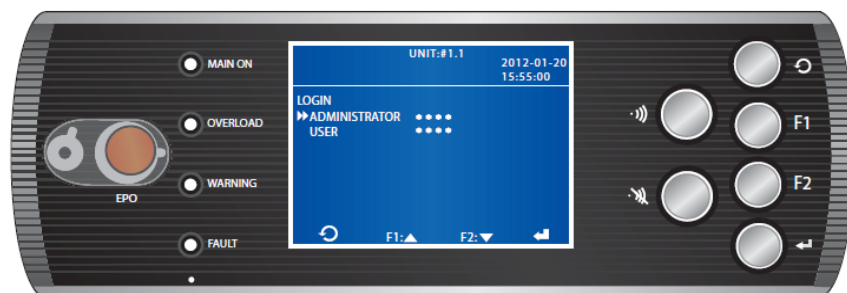 UNIT:#1.1
2012-01-20
15:55:00
LOGIN
ADMINISTRATOR ••••
USER ••••
F1:▲ F2:▼
MAIN ON
OVERLOAD
WARNING
FAULT
EPO
F1
F2